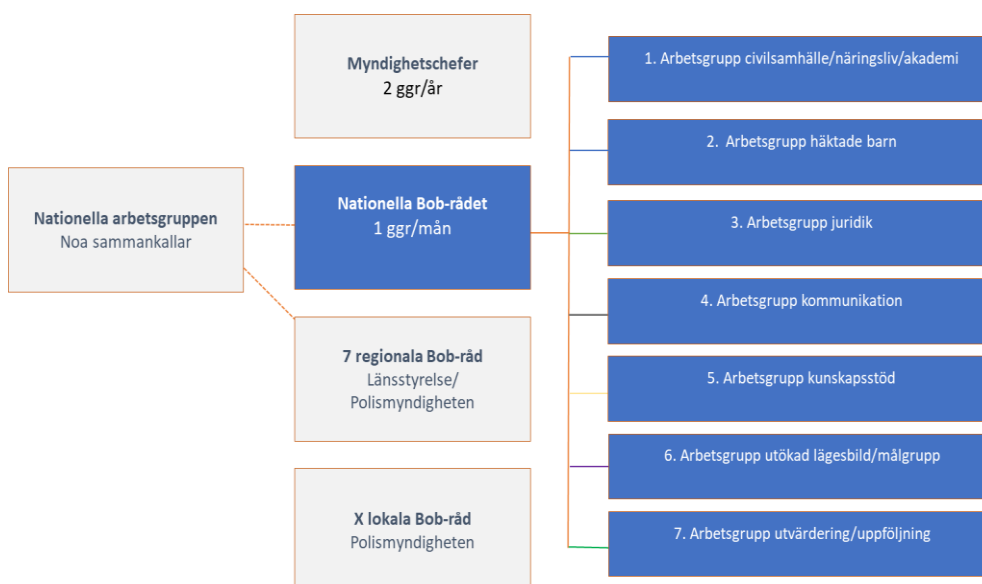 Myndighetschefer
2 ggr/år
Nationella arbetsgruppen
Noa sammankallar
Nationella Bob-rådet
1 ggr/mån
7 regionala Bob-råd
Länsstyrelse/
Polismyndigheten
X lokala Bob-råd
Polismyndigheten
1. Arbetsgrupp civilsamhälle/näringsliv/akademi
2. Arbetsgrupp häktade barn
3. Arbetsgrupp juridik
4. Arbetsgrupp kommunikation
5. Arbetsgrupp kunskapsstöd
6. Arbetsgrupp utökad lägesbild/målgrupp
7. Arbetsgrupp utvärdering/uppföljning